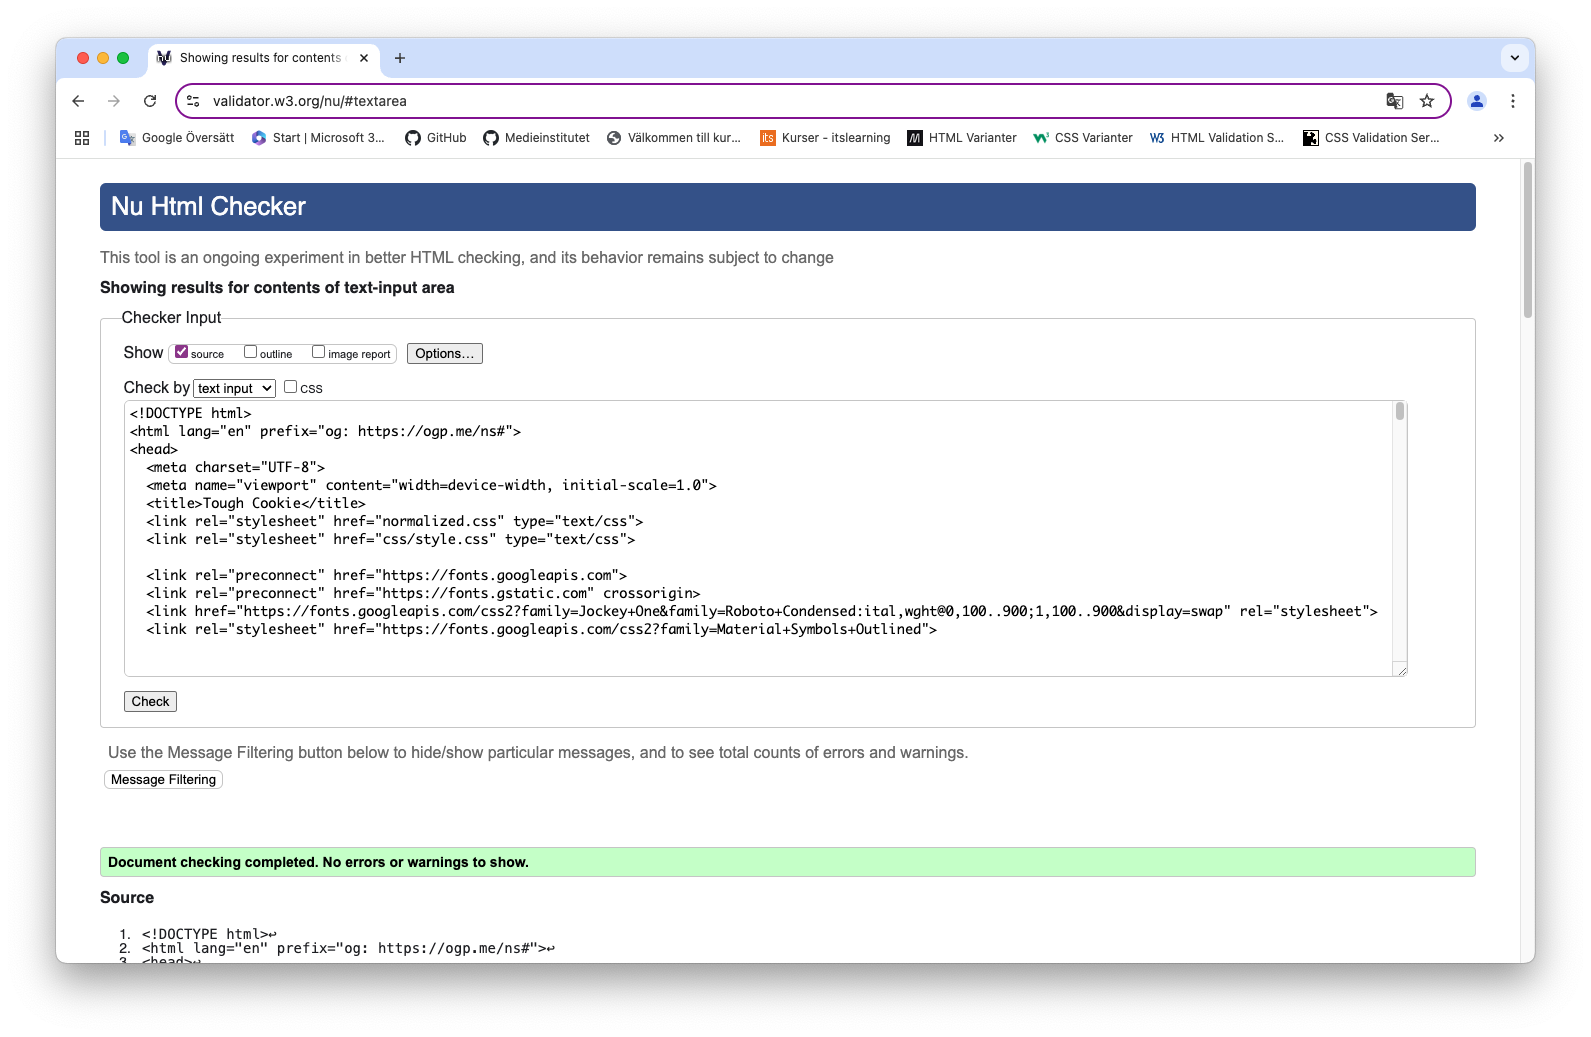 Showing results for contents
validator.w3.org/nu/#textarea
Google Översätt
Start | Microsoft 3...
GitHub
Medieinstitutet
Välkommen till kur...
its
Kurser - itslearning
HTML Varianter
CSS Varianter
HTML Validation S...
CSS Validation Ser...
Nu Html Checker
This tool is an ongoing experiment in better HTML checking, and its behavior remains subject to change
Showing results for contents of text-input area
Checker Input
Show source outline image report Options...
Check by text input CSS
<!DOCTYPE html>
<html lang="en" prefix="og: https://ogp.me/ns#">
<head>
<meta charset="UTF-8">
<meta name="viewport" content="width=device-width, initial-scale=1.0">
<title>Tough Cookie</title>
<link rel="stylesheet" href="normalized.css" type="text/css">
<link rel="stylesheet" href="css/style.css" type="text/css">
<link rel="preconnect" href="https://fonts.googleapis.com">
<link rel="preconnect" href="https://fonts.gstatic.com" crossorigin>
<link href="https://fonts.googleapis.com/css2?family=Jockey+One&family=Roboto+Condensed:ital,wght@0,100..900;1,100..900&display=swap" rel="stylesheet">
<link rel="stylesheet" href="https://fonts.googleapis.com/css2?family=Material+Symbols+Outlined">
Check
Use the Message Filtering button below to hide/show particular messages, and to see total counts of errors and warnings.
Message Filtering
Document checking completed. No errors or warnings to show.
Source
1. <!DOCTYPE html>↩
2. <html lang="en" prefix="og: https://ogp.me/ns#">↩
3. <head>↩